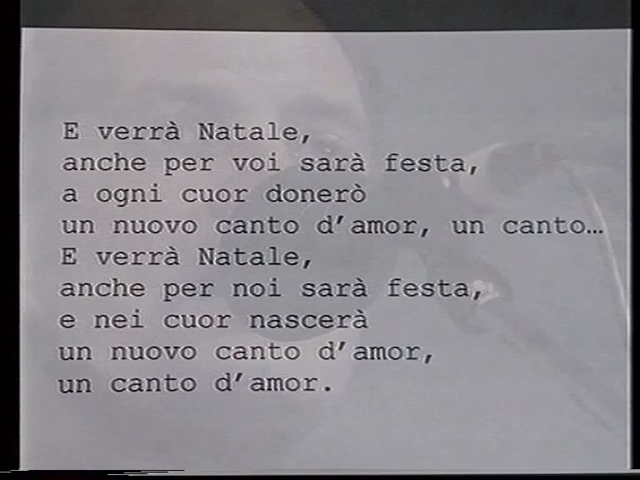 E verrà Natale,
anche per voi sarà festa,
a ogni cuor donerò
un nuovo canto d'amor, un canto…
E verrà Natale,
anche per noi sarà festa,
e nei cuor nascerà
un nuovo canto d'amor,
un canto d'amor.